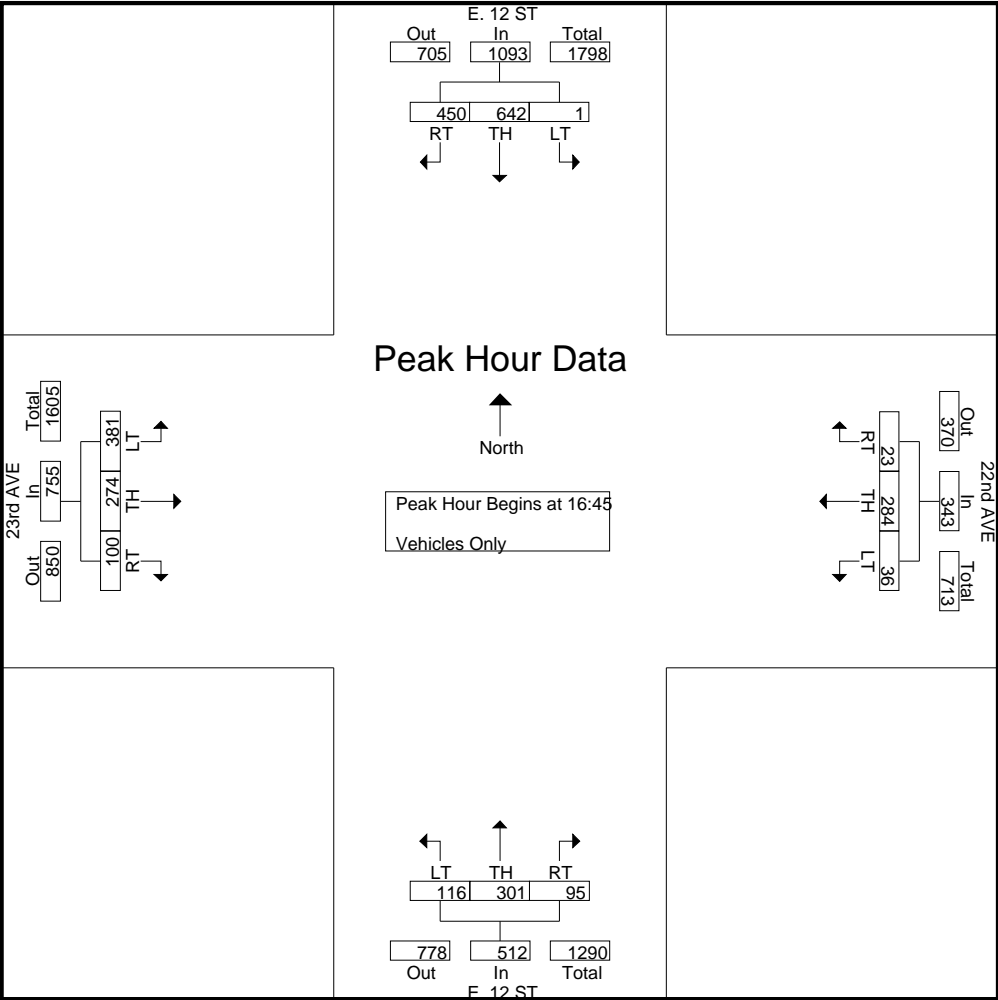 E. 12 ST
Out In Total
705 1093 1798
450 642 1
RT TH LT
Peak Hour Data
North
Peak Hour Begins at 16:45
Vehicles Only
23rd AVE
Out In Total
850 755 1605
100 274 381
RT TH LT
22nd AVE
Out In Total
370 343 713
23 284 36
RT TH LT
LT TH RT
116 301 95
778 512 1290
Out In Total
E. 12 ST